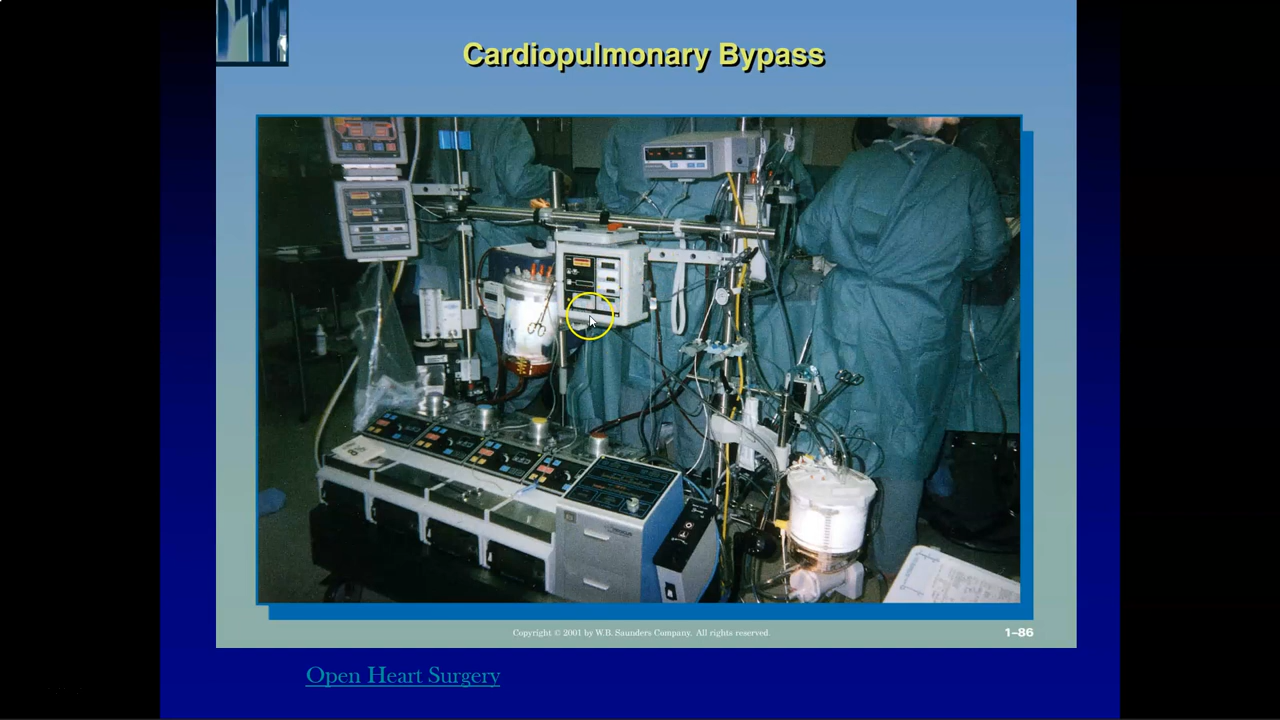 Cardiopulmonary Bypass
Copyright © 2001 by W.B. Saunders Company. All rights reserved.
1–86
Open Heart Surgery